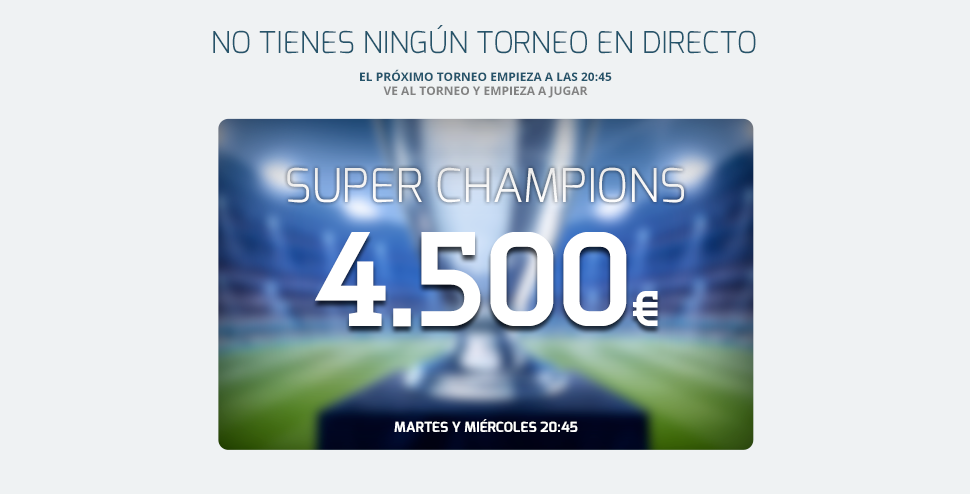 NO TIENES NINGÚN TORNEO EN DIRECTO
EL PRÓXIMO TORNEO EMPIEZA A LAS 20:45
VE AL TORNEO Y EMPIEZA A JUGAR
SUPER CHAMPIONS
4.500€
MARTES Y MIÉRCOLES 20:45